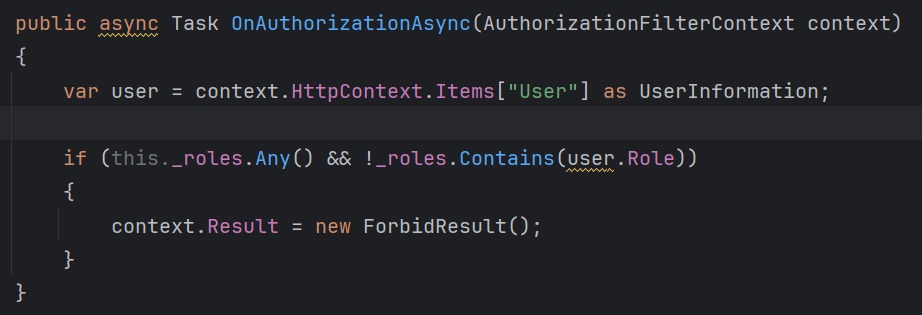 public async Task OnAuthorizationAsync(AuthorizationFilterContext context)
{
    var user = context.HttpContext.Items["User"] as UserInformation;

    if (this._roles.Any() && !_roles.Contains(user.Role))
    {
        context.Result = new ForbidResult();
    }
}